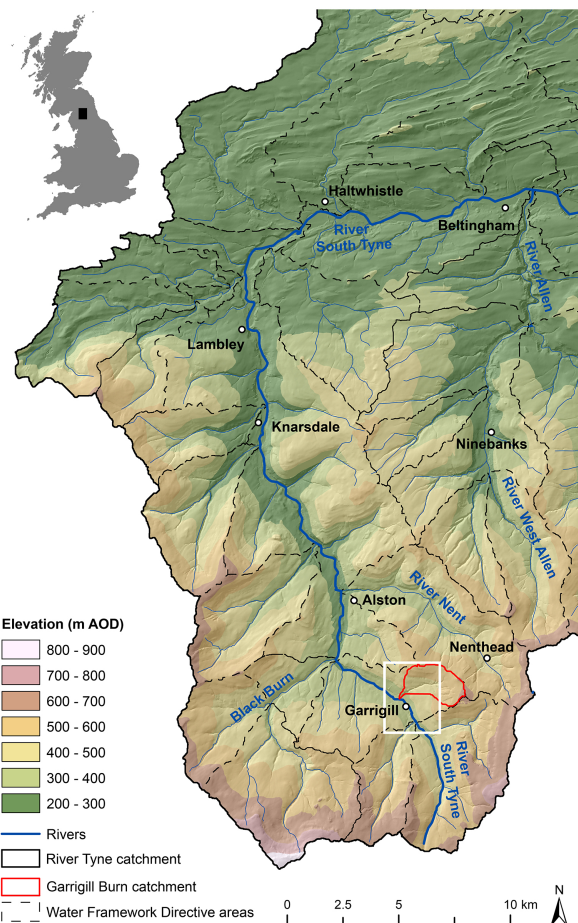 Haltwhistle
River
South Tyne
Beltingham
River Allen
Lambley
Knarsdale
Ninebanks
River West Allen
River Nent
Alston
Nenthead
Black Burn
Garrigill
River
South Tyne
Elevation (m AOD)
800 - 900
700 - 800
600 - 700
500 - 600
400 - 500
300 - 400
200 - 300
Rivers
River Tyne catchment
Garrigill Burn catchment
Water Framework Directive areas
0 2.5 5 10 km
N